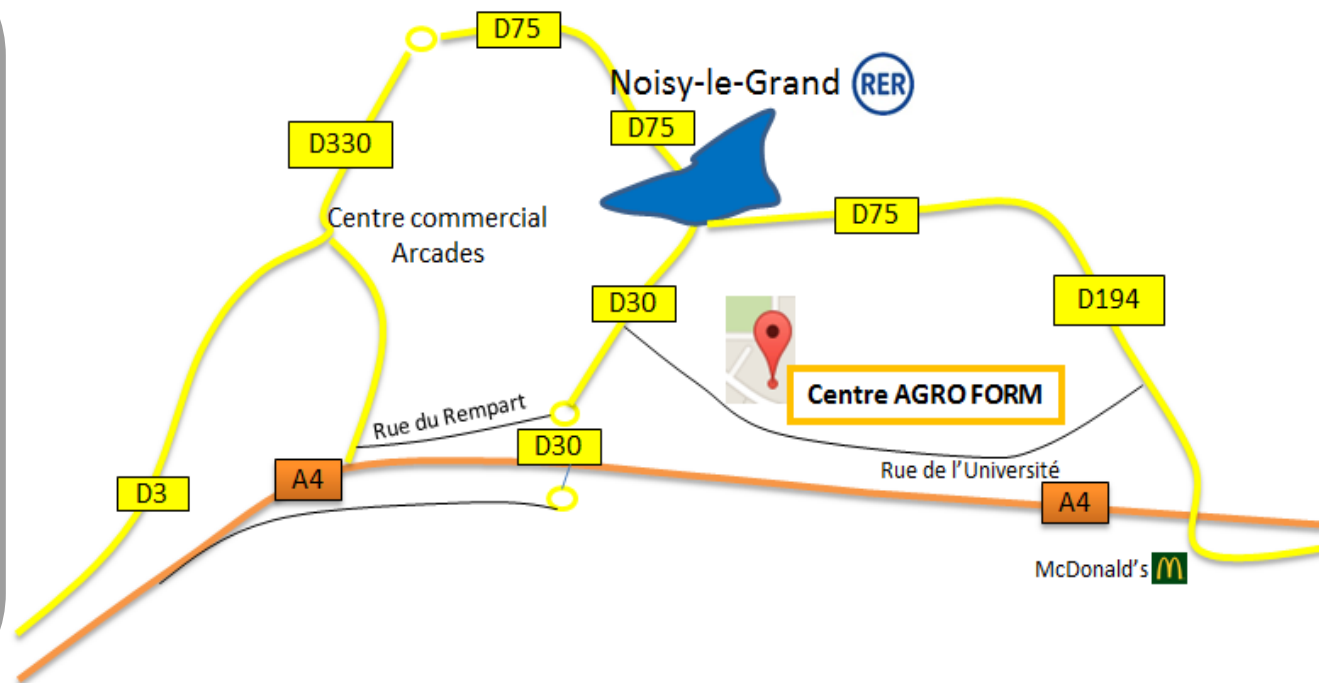 D75
Noisy-le-Grand RER
D75
D330
Centre commercial
Arcades
D75
D30
D194
Centre AGRO FORM
Rue du Rempart
D30
Rue de l'Université
A4
D3
A4
McDonald's